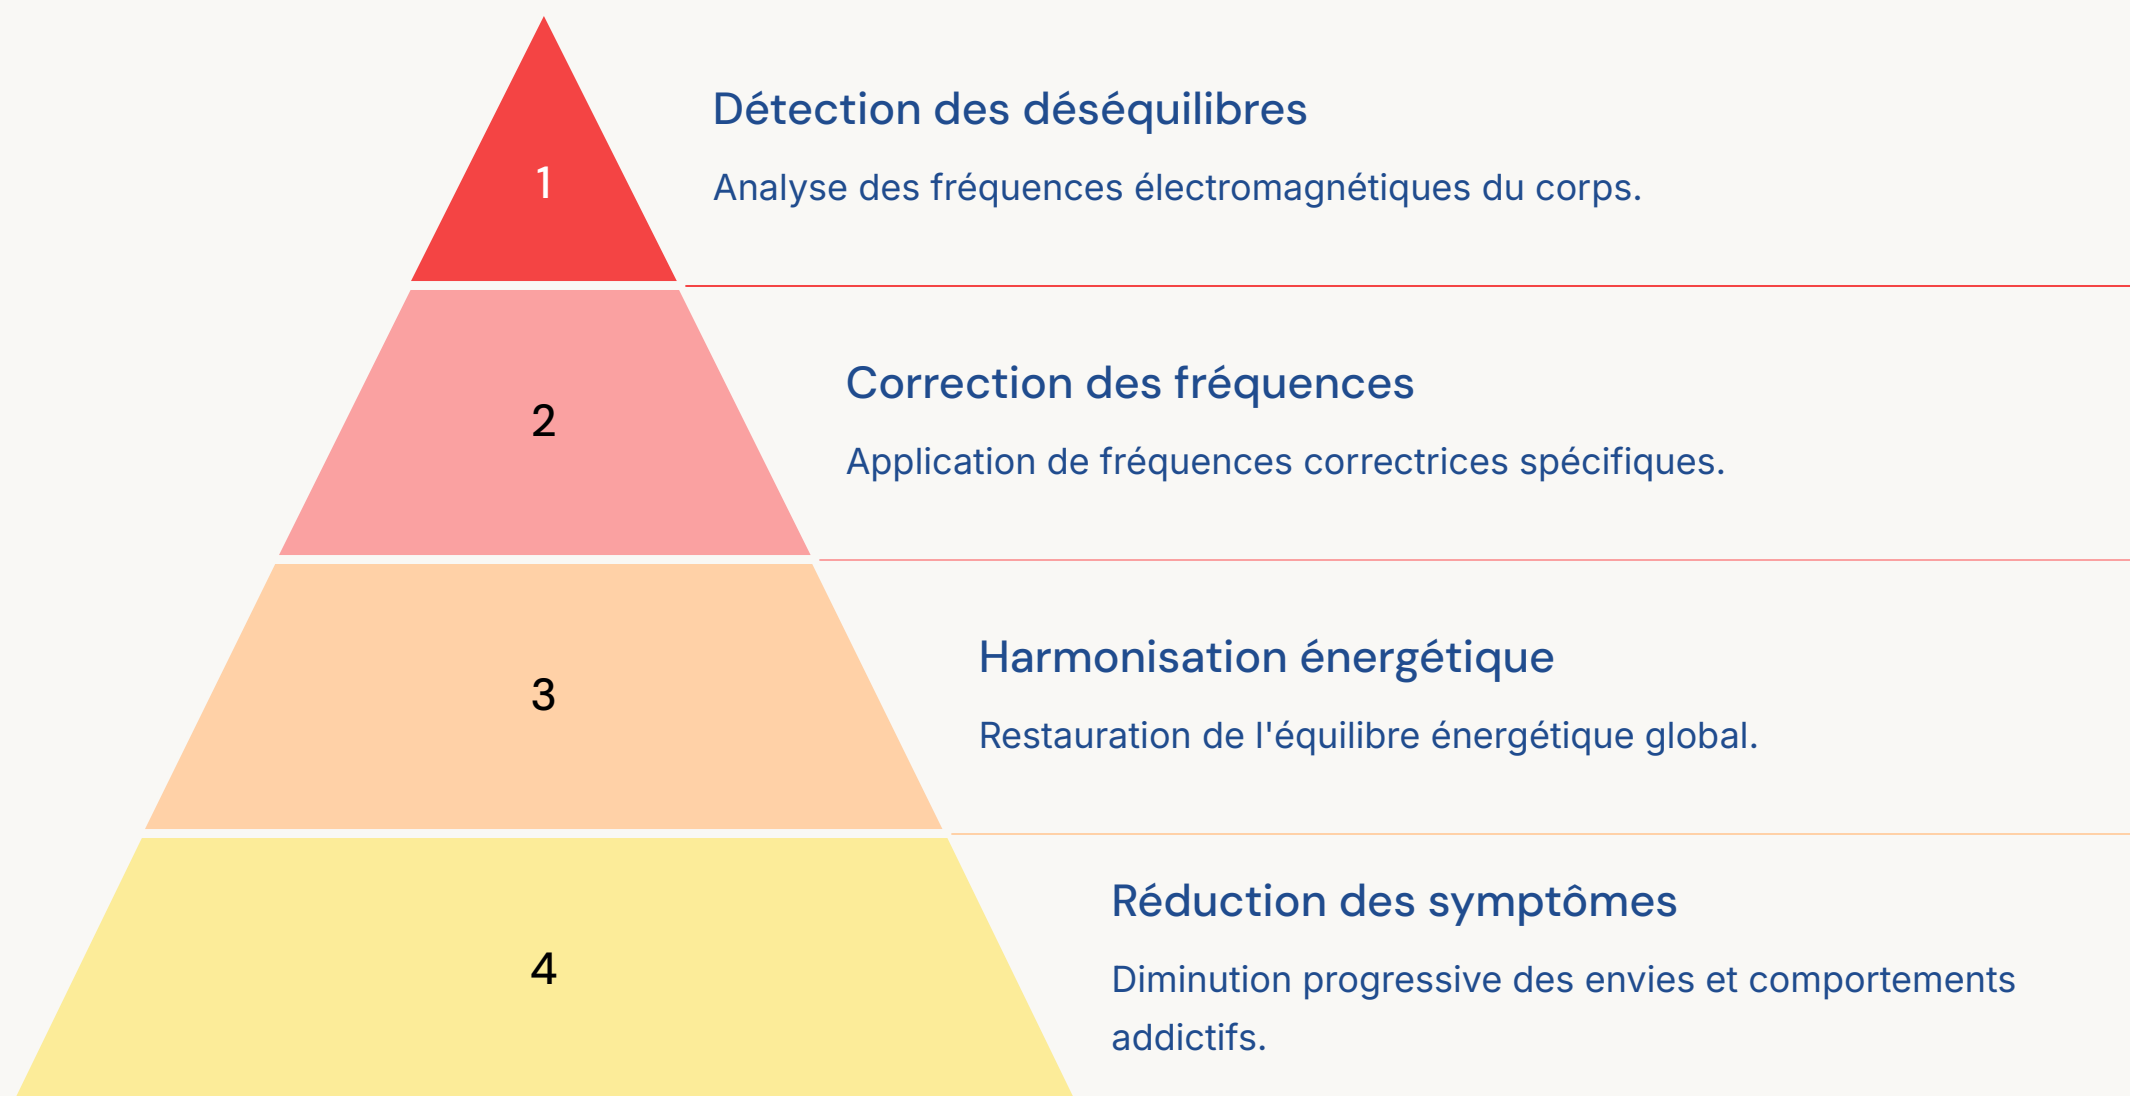 1
Détection des déséquilibres
Analyse des fréquences électromagnétiques du corps.
2
Correction des fréquences
Application de fréquences correctrices spécifiques.
3
Harmonisation énergétique
Restauration de l'équilibre énergétique global.
4
Réduction des symptômes
Diminution progressive des envies et comportements
addictifs.